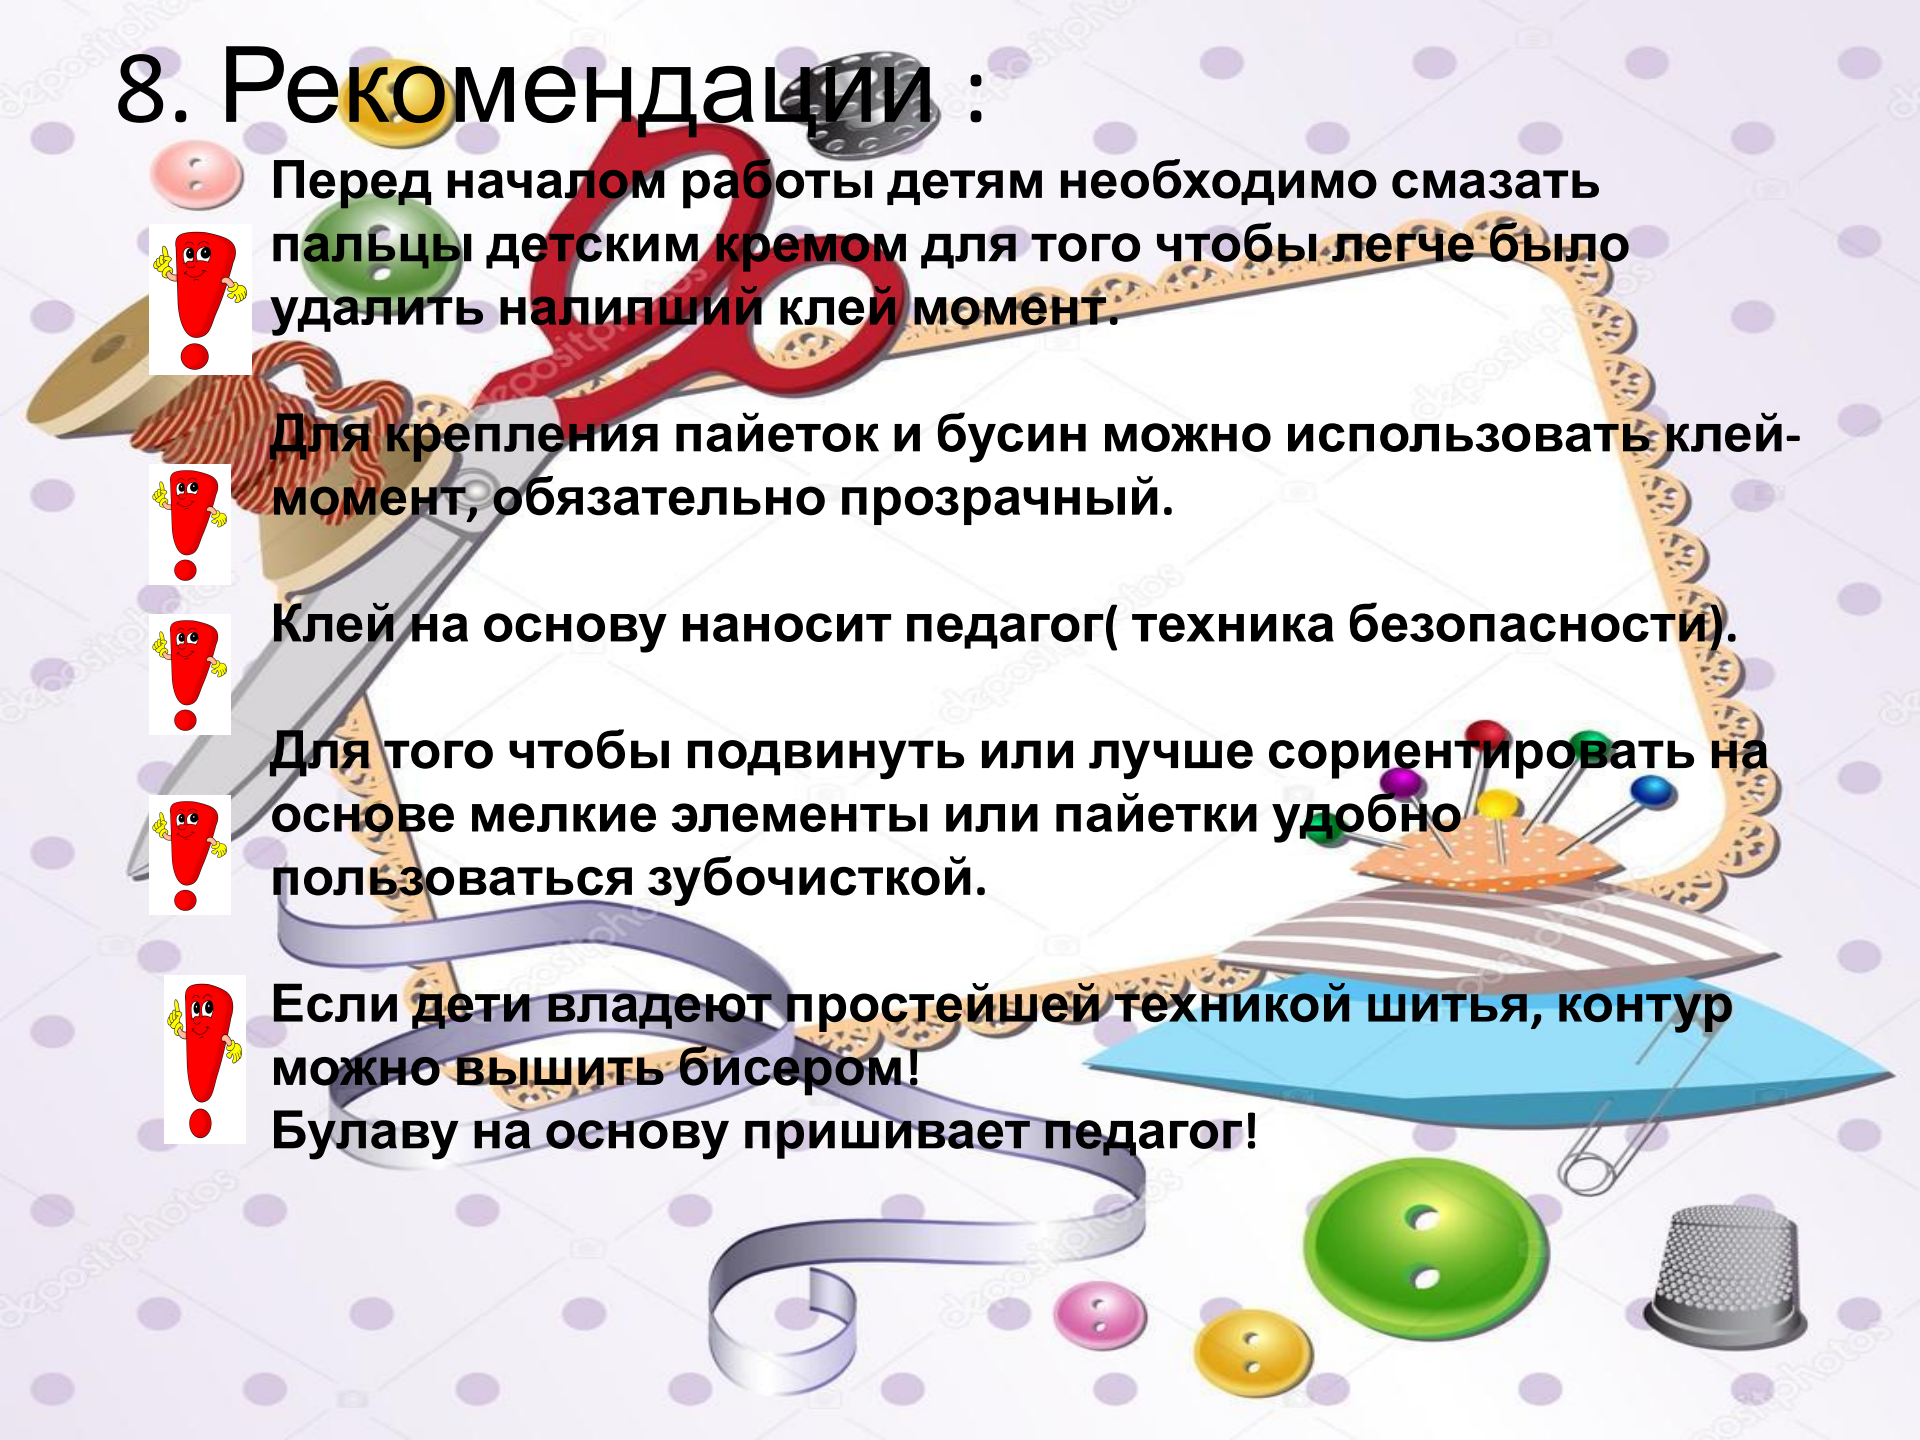 8. Рекомендации :
Перед началом работы детям необходимо смазать
пальцы детским кремом для того чтобы легче было
удалить налипший клей момент.
Для крепления пайеток и бусин можно использовать клей-
момент, обязательно прозрачный.
Клей на основу наносит педагог( техника безопасности).
Для того чтобы подвинуть или лучше сориентировать на
основе мелкие элементы или пайетки удобно
пользоваться зубочисткой.
Если дети владеют простейшей техникой шитья, контур
можно вышить бисером!
Булаву на основу пришивает педагог!
depositphotos